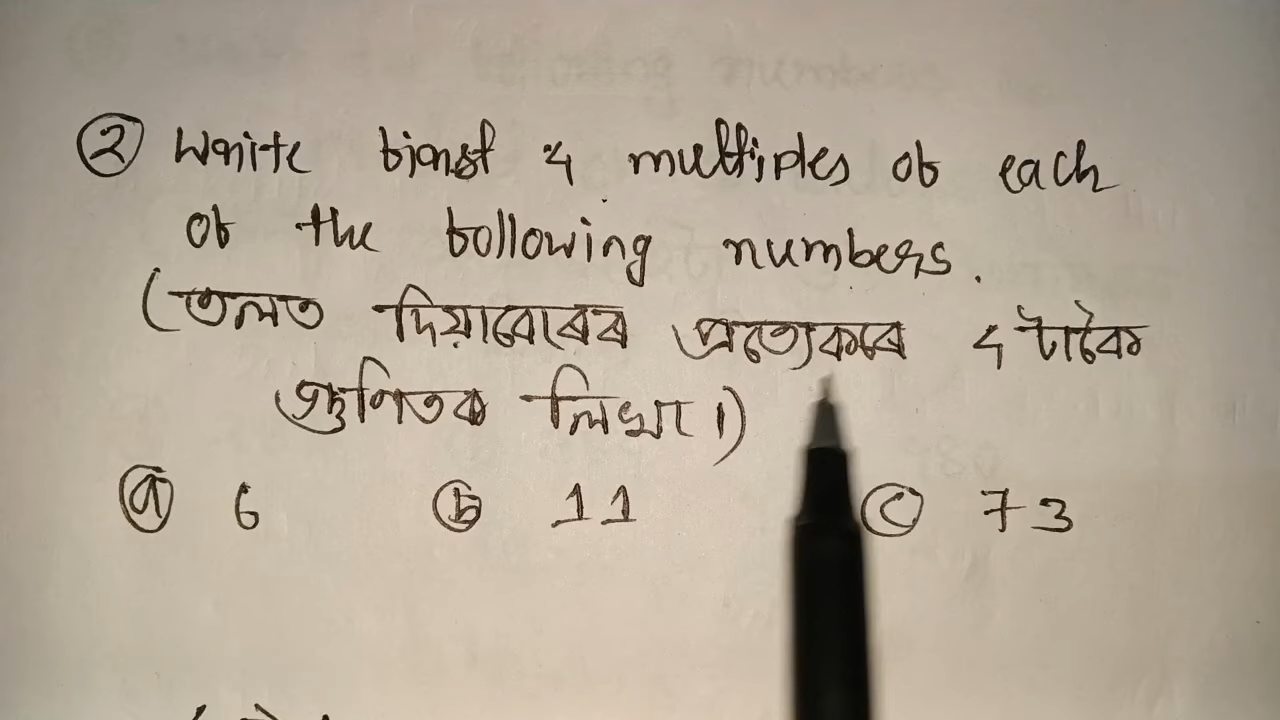 ② Write first 4 multiples of each
of the following numbers.
(তলত দিয়াবোৰৰ প্ৰত্যেকৰে 4 টাকৈ
গুণিতক লিখা।)
ⓐ 6 ⓑ 11 ⓒ 73